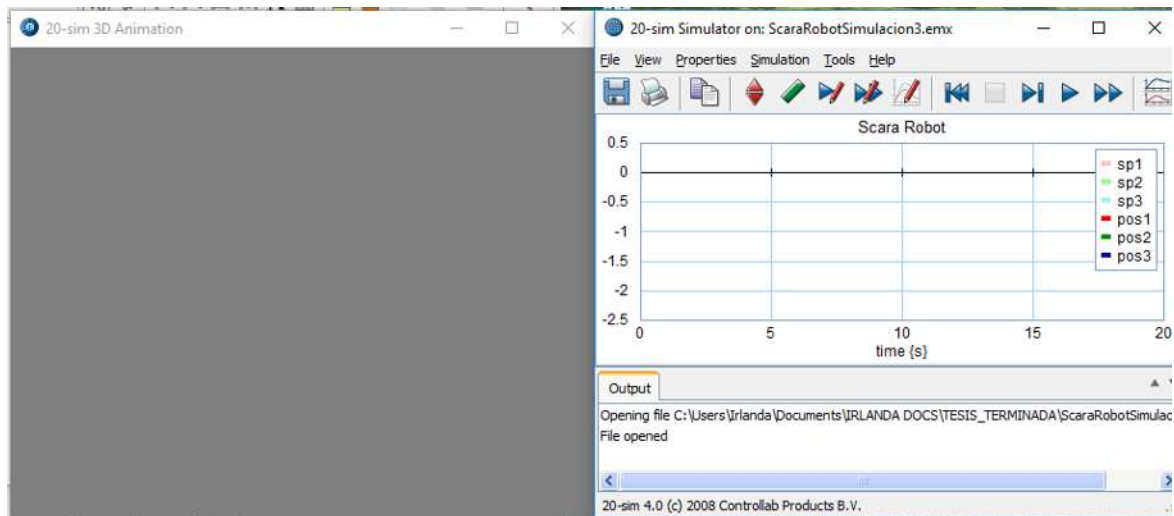 20-sim 3D Animation
20-sim Simulator on: ScaraRobotSimulacion3.emx
File View Properties Simulation Tools Help
Scara Robot
0.5
0
-0.5
-1
-1.5
-2
-2.5
sp1
sp2
sp3
pos1
pos2
pos3
0 5 10 15 20
time {s}
Output
Opening file C:\Users\Irlanda\Documents\IRLANDA DOCS\TESIS_TERMINADA\ScaraRobotSimulac
File opened
20-sim 4.0 (c) 2008 Controllab Products B.V.